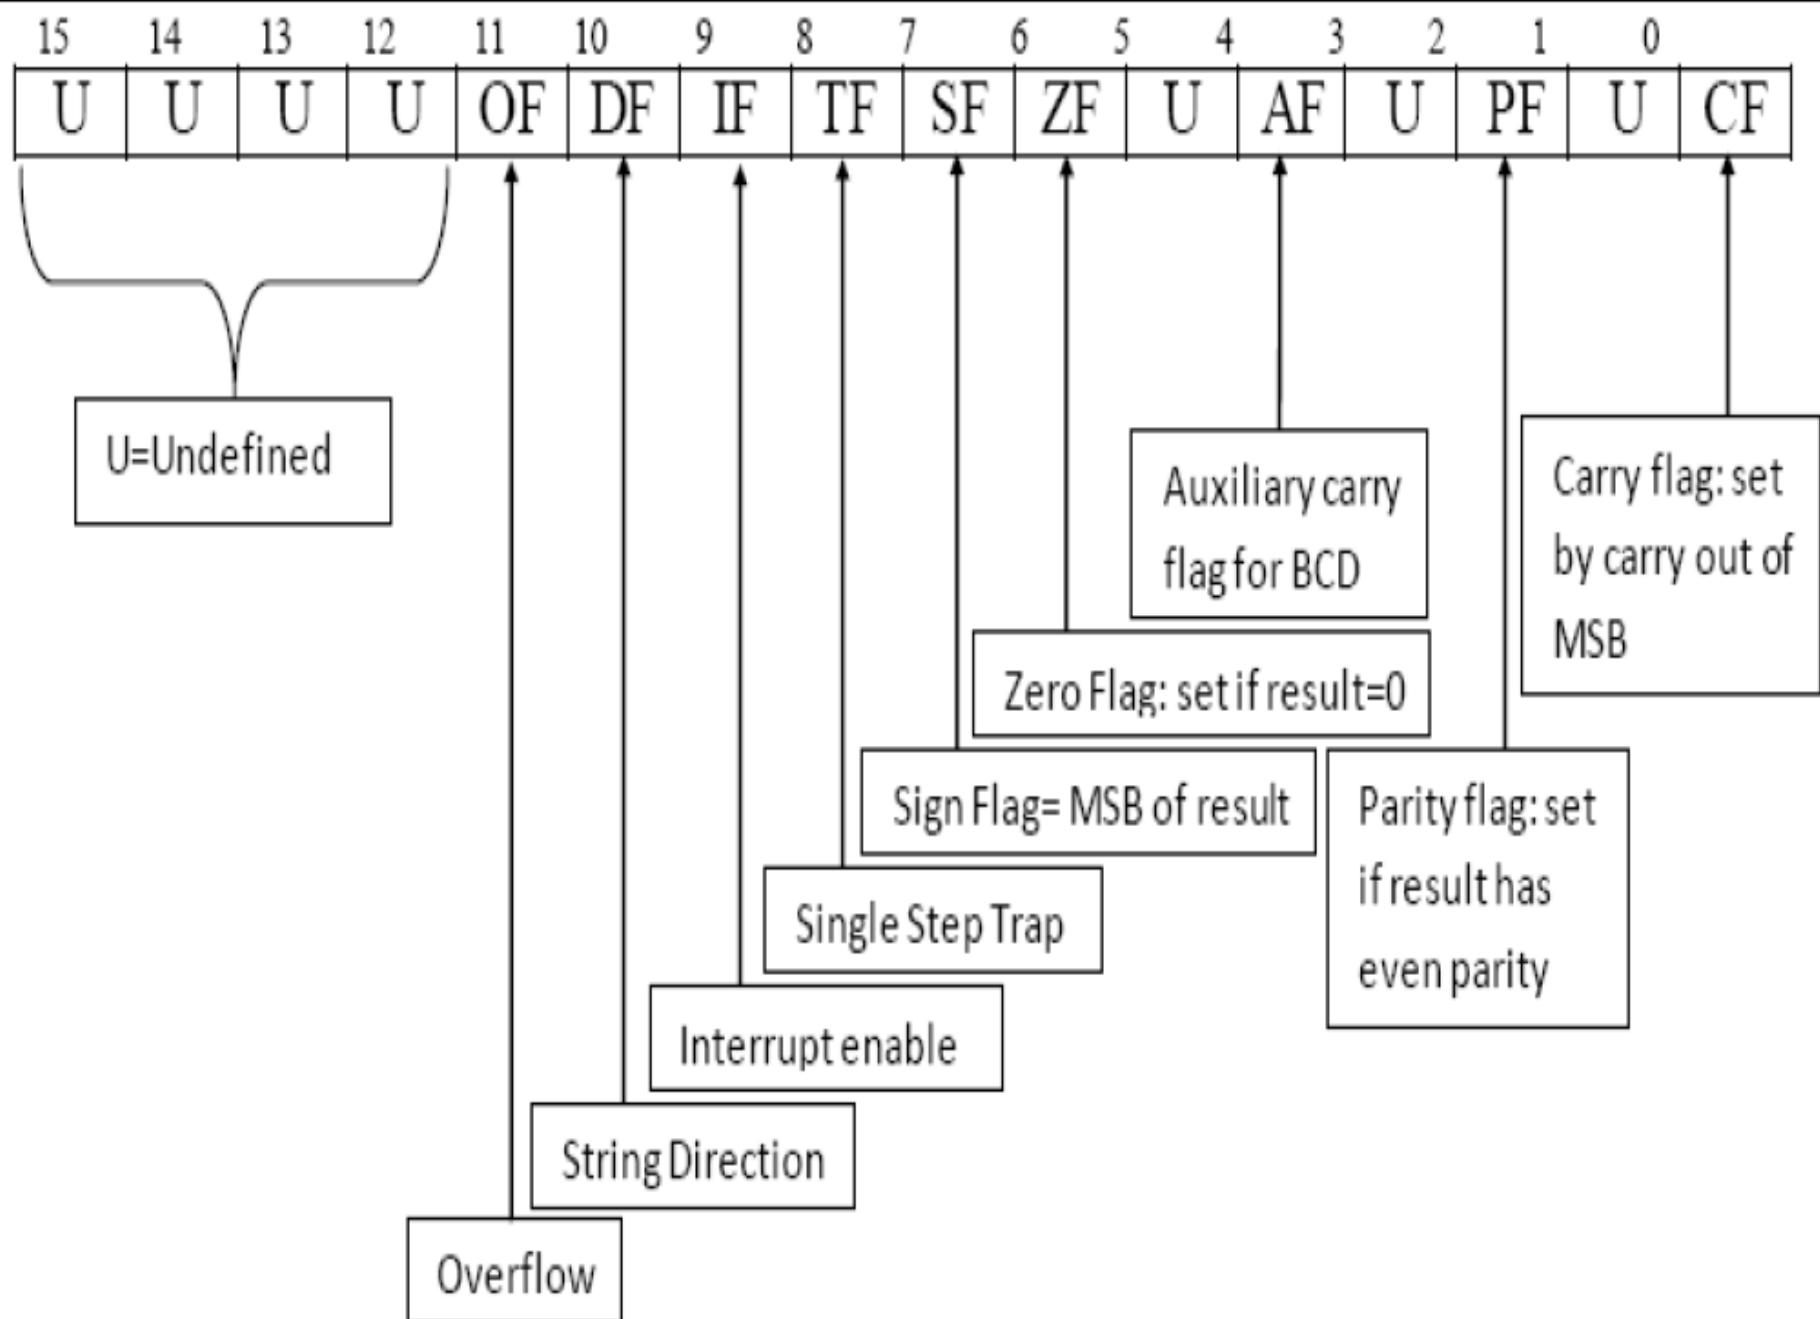 15 14 13 12 11 10 9 8 7 6 5 4 3 2 1 0
U U U U OF DF IF TF SF ZF U AF U PF U CF
U=Undefined
Auxiliary carry
flag for BCD
Carry flag: set
by carry out of
MSB
Zero Flag: set if result=0
Sign Flag= MSB of result
Parity flag: set
if result has
even parity
Single Step Trap
Interrupt enable
String Direction
Overflow